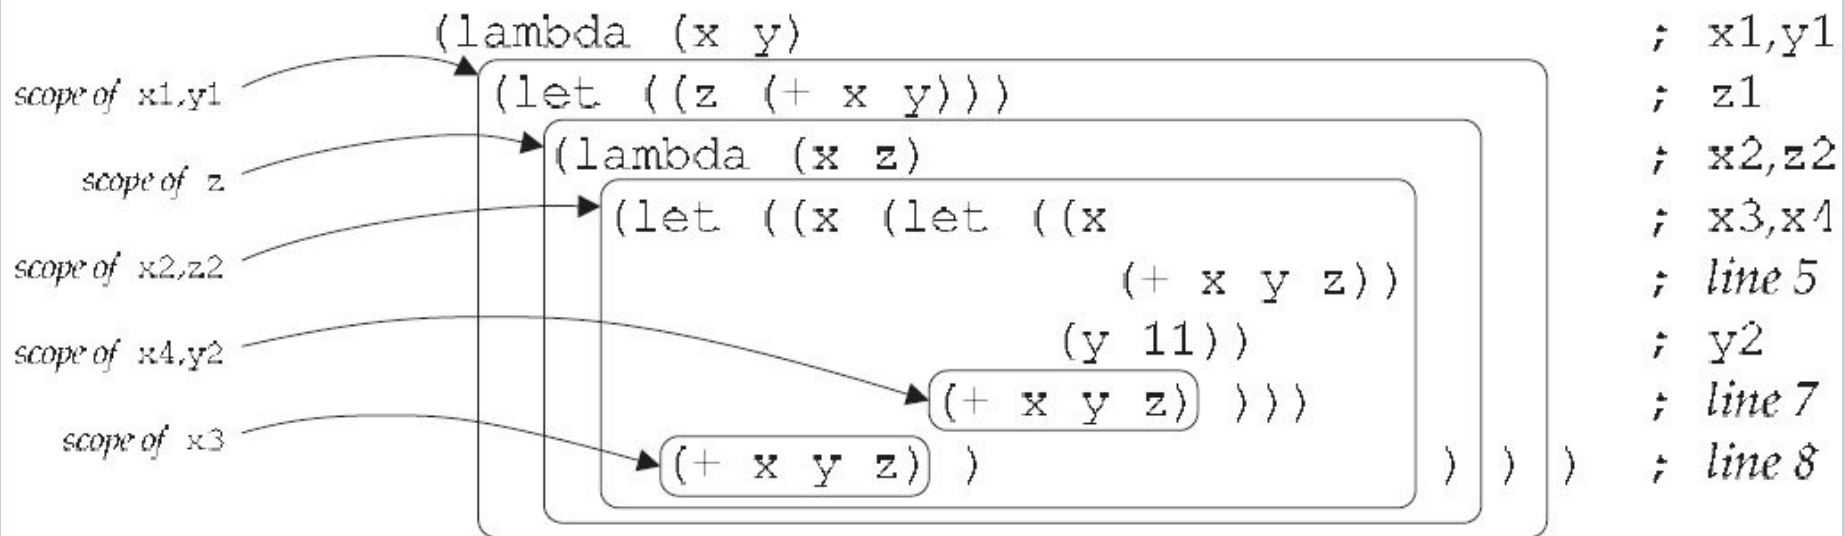 (lambda (x y) ; x1,y1
scope of x1,y1 (let ((z (+ x y))) ; z1
(lambda (x z) ; x2,z2
scope of z
(let ((x (let ((x ; x3,x4
scope of x2,z2 (+ x y z)) ; line 5
scope of x4,y2 (y 11)) ; y2
(+ x y z) ))) ; line 7
scope of x3 (+ x y z) ) ) ) ) ; line 8